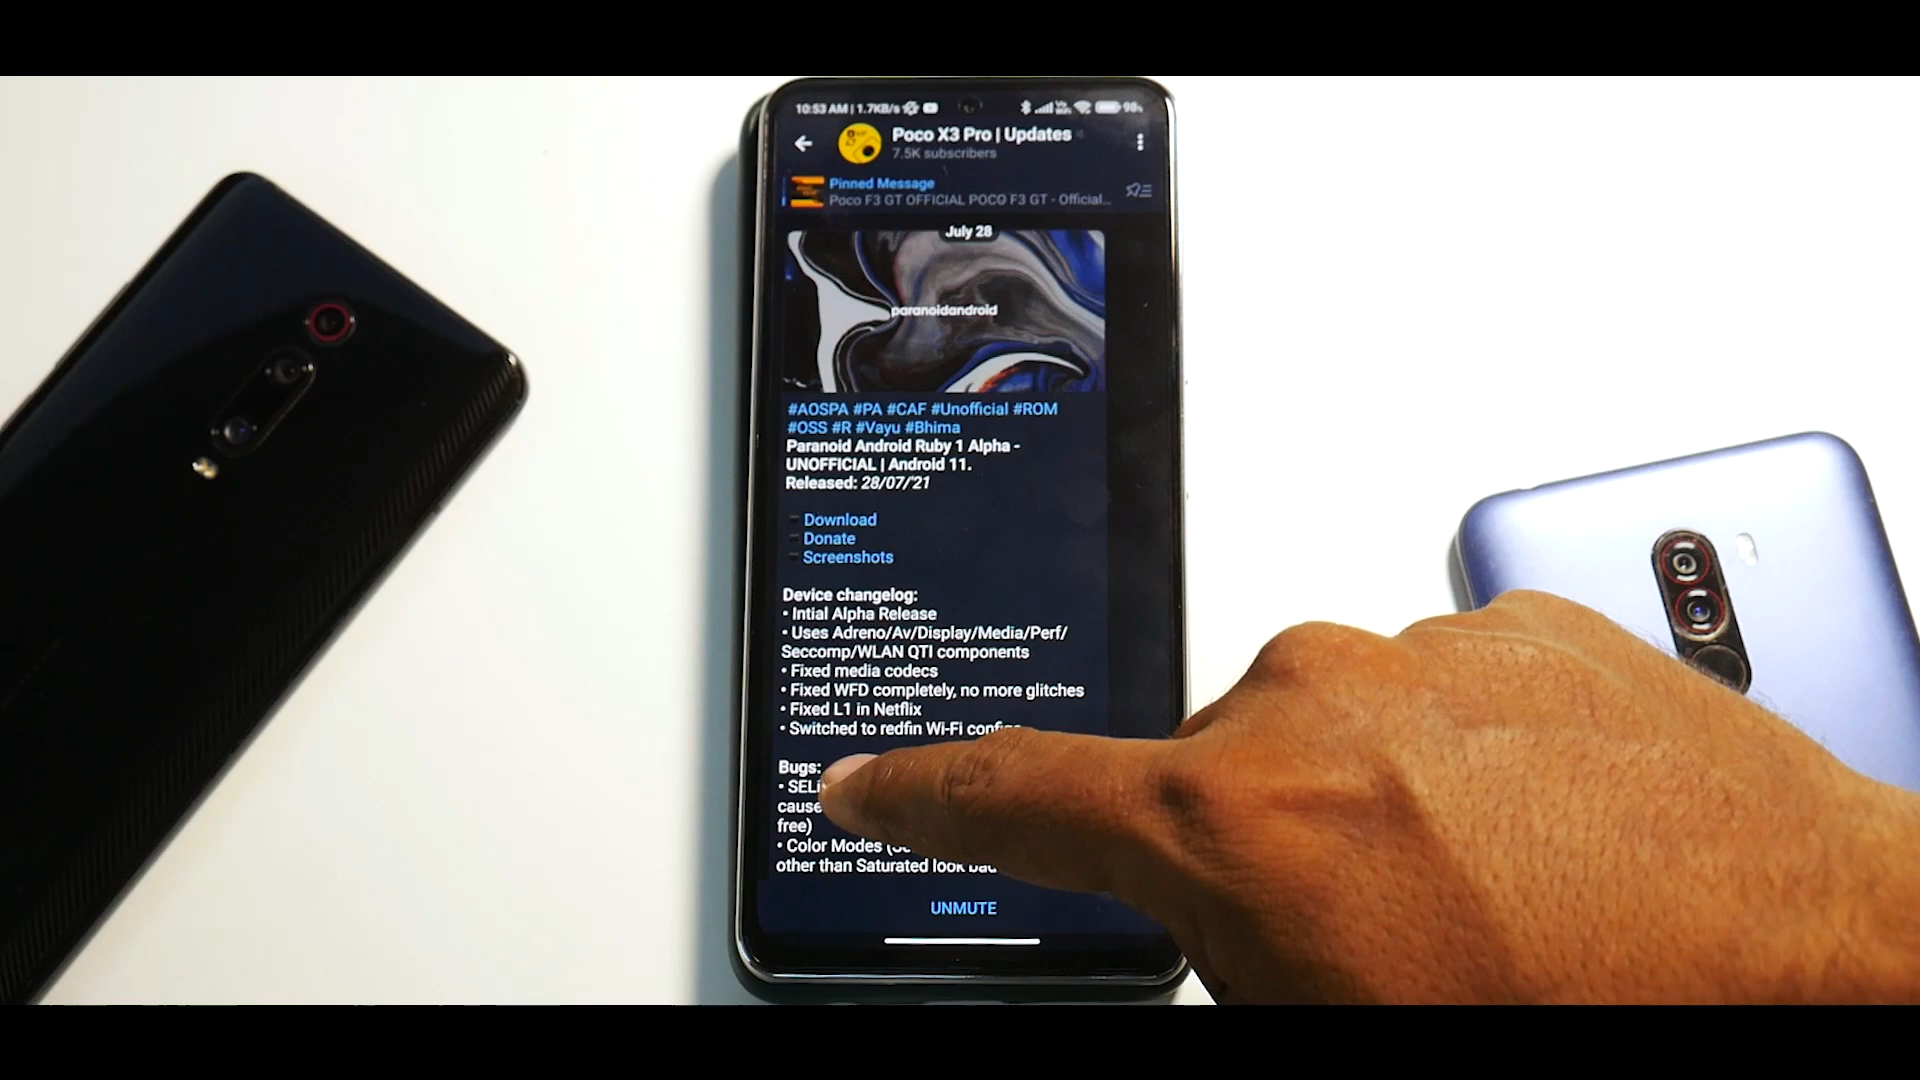 10:53 AM | 1.7KB/s
98%
Poco X3 Pro | Updates
7.5K subscribers
Pinned Message
Poco F3 GT OFFICIAL POCO F3 GT - Official...
July 28
paranoidandroid
#AOSPA #PA #CAF #Unofficial #ROM
#OSS #R #Vayu #Bhima
Paranoid Android Ruby 1 Alpha -
UNOFFICIAL | Android 11.
Released: 28/07/'21
Download
Donate
Screenshots
Device changelog:
• Intial Alpha Release
• Uses Adreno/Av/Display/Media/Perf/
Seccomp/WLAN QTI components
• Fixed media codecs
• Fixed WFD completely, no more glitches
• Fixed L1 in Netflix
• Switched to redfin Wi-Fi configs
Bugs:
•
cause
free)
• Color Modes
other than Saturated look bad
UNMUTE